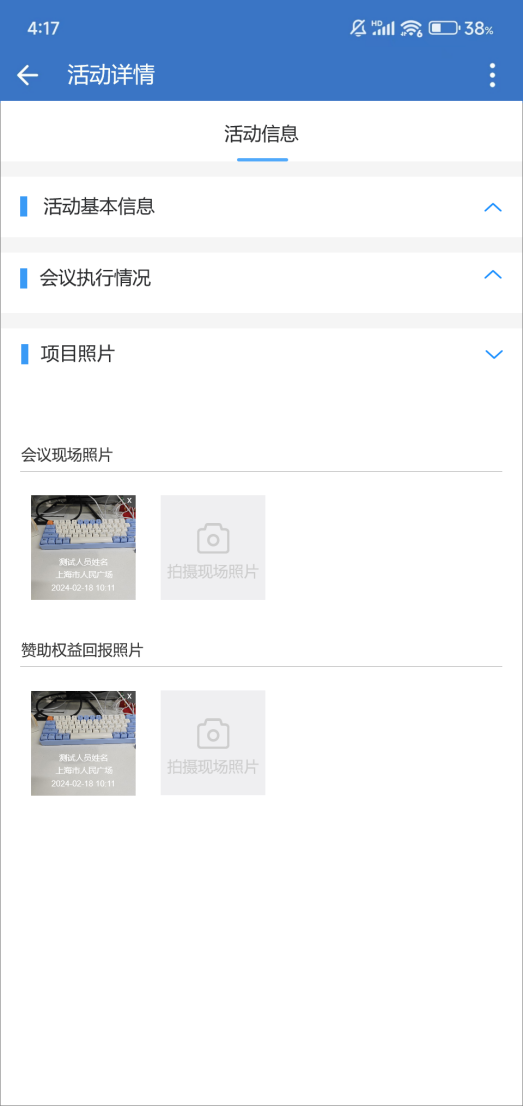 4:17
HD
6
38%
活动详情
活动信息
活动基本信息
会议执行情况
项目照片
会议现场照片
x
测试人员姓名
上海市人民广场
2024-02-18 10:11
拍摄现场照片
赞助权益回报照片
x
测试人员姓名
上海市人民广场
2024-02-18 10:11
拍摄现场照片